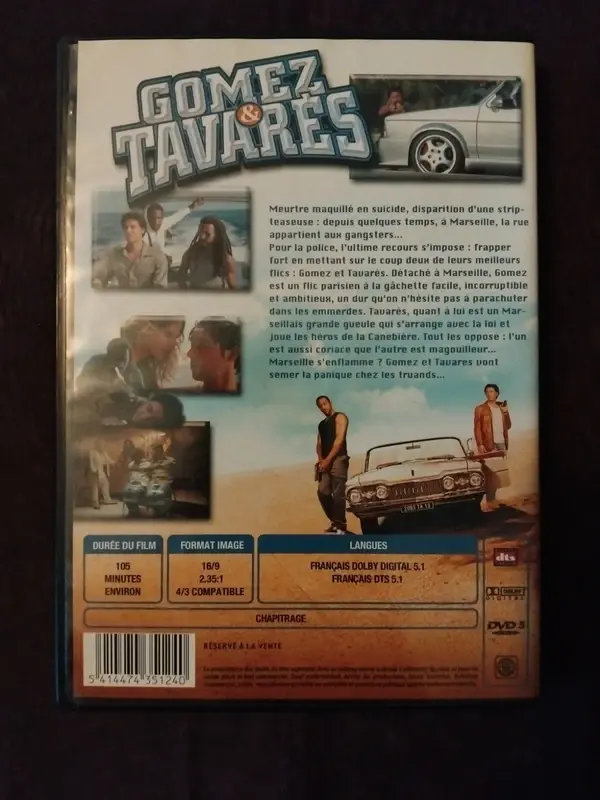 GOMEZ
&
TAVARÈS
Meurtre maquillé en suicide, disparition d'une strip-
teaseuse : depuis quelques temps, à Marseille, la rue
appartient aux gangsters...
Pour la police, l'ultime recours s'impose : frapper
fort en mettant sur le coup deux de leurs meilleurs
flics : Gomez et Tavarès. Détaché à Marseille, Gomez
est un flic parisien à la gâchette facile, incorruptible
et ambitieux, un dur qu'on n'hésite pas à parachuter
dans les emmerdes. Tavarès, quant à lui est un Mar-
seillais grande gueule qui s'arrange avec la loi et
joue les héros de la Canebière. Tout les oppose : l'un
est aussi coriace que l'autre est magouilleur...
Marseille s'enflamme ? Gomez et Tavares vont
semer la panique chez les truands...
DURÉE DU FILM
105
MINUTES
ENVIRON
FORMAT IMAGE
16/9
2.35:1
4/3 COMPATIBLE
LANGUES
FRANÇAIS DOLBY DIGITAL 5.1
FRANÇAIS DTS 5.1
CHAPITRAGE
dts
DOLBY
DIGITAL
DVD 5
RÉSERVÉ À LA VENTE
5 414474 351240